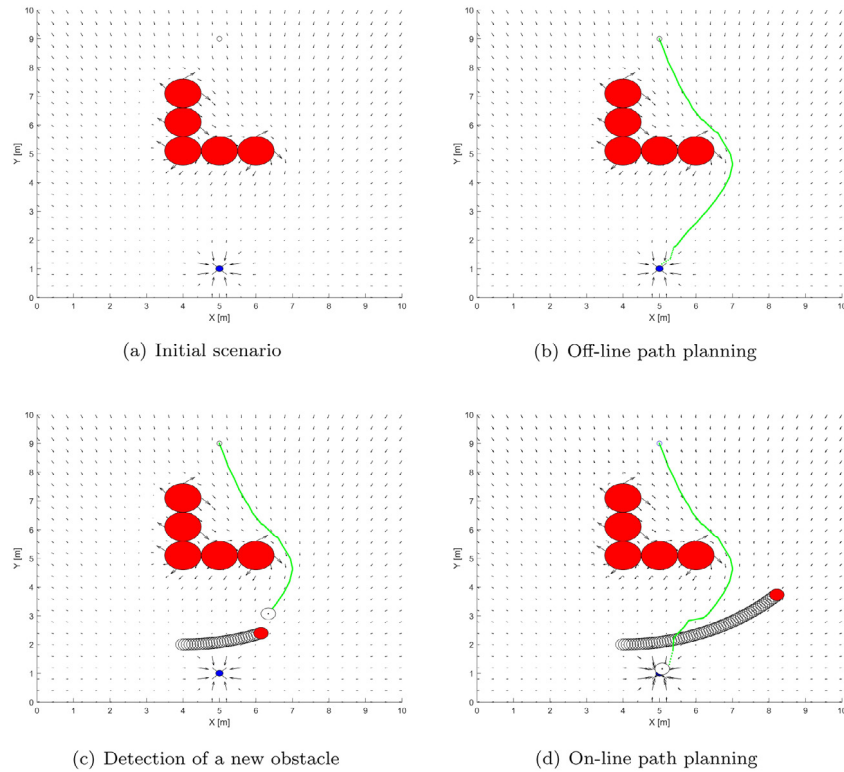 10
9
8
7
6
5
4
3
2
1
0
Y [m]
0 1 2 3 4 5 6 7 8 9 10
X [m]
(a) Initial scenario
10
9
8
7
6
5
4
3
2
1
0
Y [m]
0 1 2 3 4 5 6 7 8 9 10
X [m]
(b) Off-line path planning
10
9
8
7
6
5
4
3
2
1
0
Y [m]
0 1 2 3 4 5 6 7 8 9 10
X [m]
(c) Detection of a new obstacle
10
9
8
7
6
5
4
3
2
1
0
Y [m]
0 1 2 3 4 5 6 7 8 9 10
X [m]
(d) On-line path planning